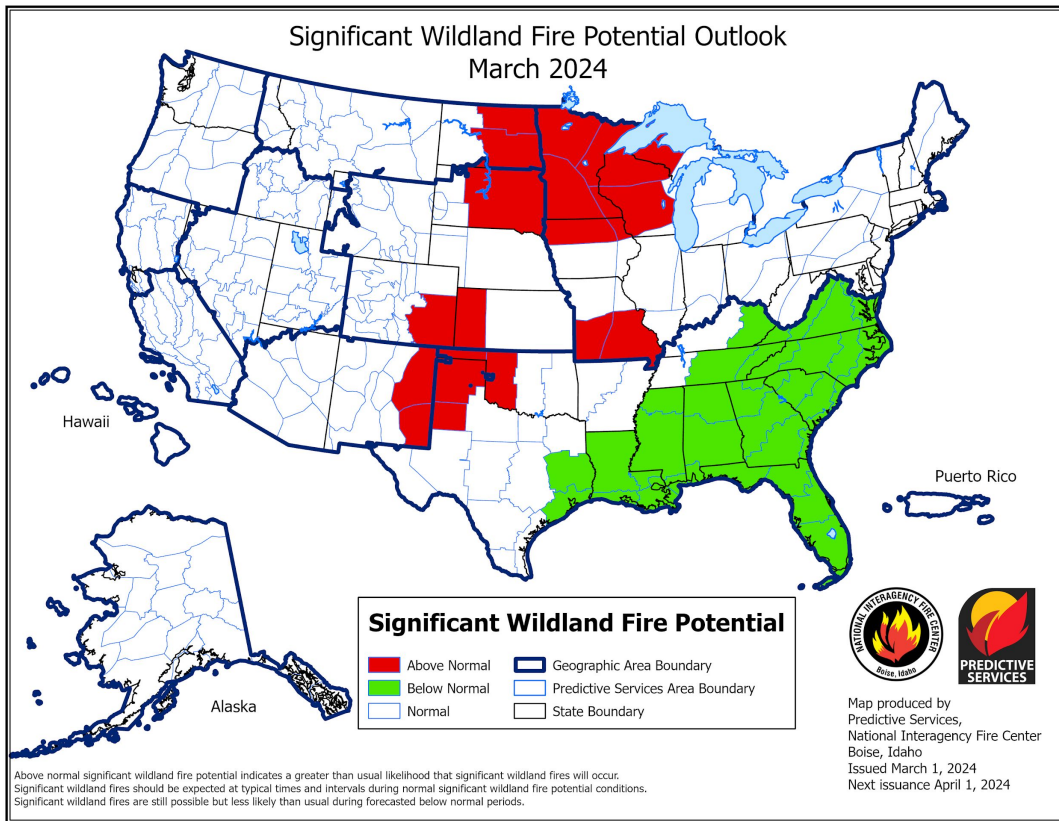 Significant Wildland Fire Potential Outlook
March 2024
Hawaii
Puerto Rico
Alaska
Significant Wildland Fire Potential
Above Normal
Below Normal
Normal
Geographic Area Boundary
Predictive Services Area Boundary
State Boundary
NATIONAL INTERAGENCY FIRE CENTER
Boise, Idaho
PREDICTIVE
SERVICES
Map produced by
Predictive Services,
National Interagency Fire Center
Boise, Idaho
Issued March 1, 2024
Next issuance April 1, 2024
Above normal significant wildland fire potential indicates a greater than usual likelihood that significant wildland fires will occur.
Significant wildland fires should be expected at typical times and intervals during normal significant wildland fire potential conditions.
Significant wildland fires are still possible but less likely than usual during forecasted below normal periods.